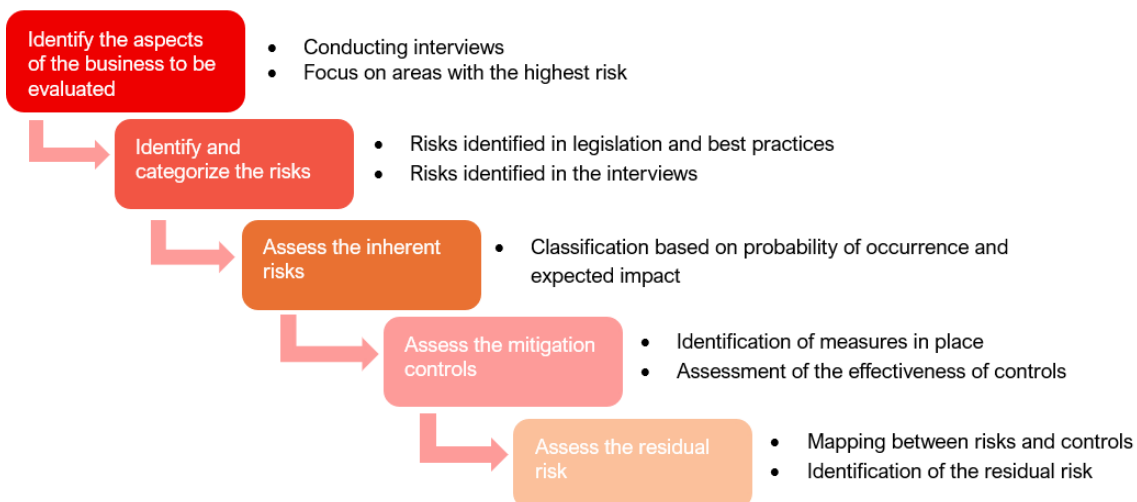 Identify the aspects
of the business to be
evaluated
• Conducting interviews
• Focus on areas with the highest risk
Identify and
categorize the risks
• Risks identified in legislation and best practices
• Risks identified in the interviews
Assess the inherent
risks
• Classification based on probability of occurrence and
expected impact
Assess the mitigation
controls
• Identification of measures in place
• Assessment of the effectiveness of controls
Assess the residual
risk
• Mapping between risks and controls
• Identification of the residual risk